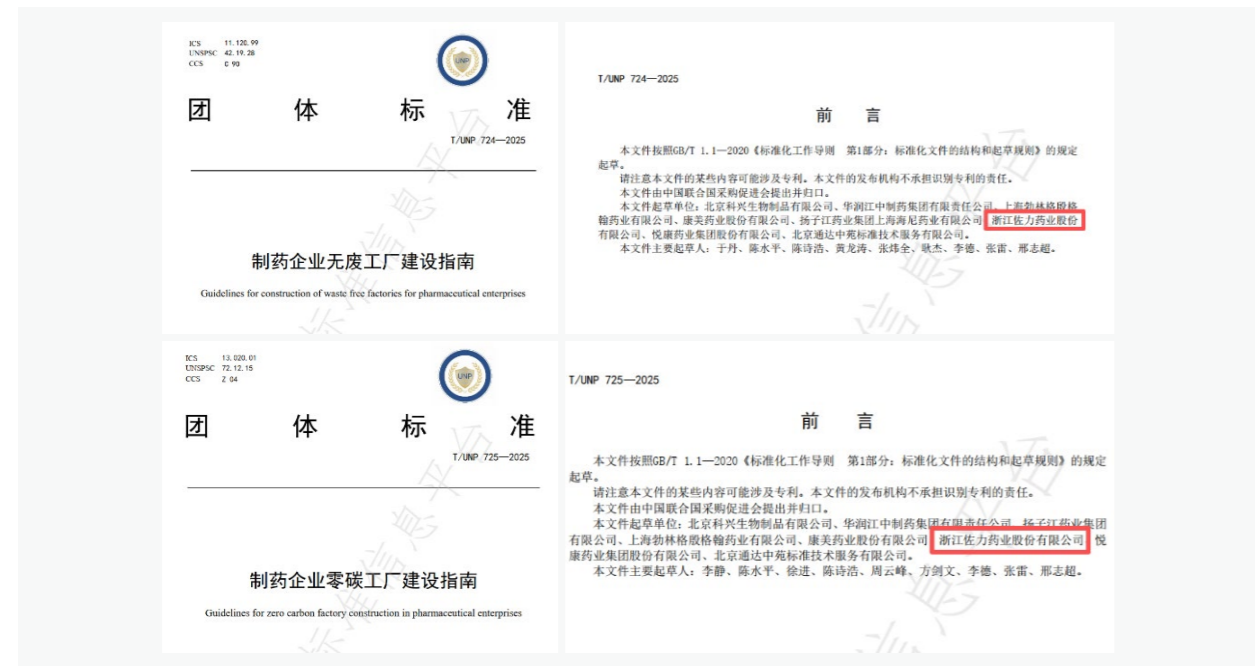 ICS 11.120.99
UNSPSC 42.19.28
CCS C 90
UNP
团 体 标 准
T/UNP 724—2025
制药企业无废工厂建设指南
Guidelines for construction of waste free factories for pharmaceutical enterprises
标准信息平台
T/UNP 724—2025
前 言
本文件按照GB/T 1.1—2020《标准化工作导则 第1部分：标准化文件的结构和起草规则》的规定
起草。
请注意本文件的某些内容可能涉及专利。本文件的发布机构不承担识别专利的责任。
本文件由中国联合国采购促进会提出并归口。
本文件起草单位：北京科兴生物制品有限公司、华润江中制药集团有限责任公司、上海勃林格殷格
翰药业有限公司、康美药业股份有限公司、扬子江药业集团上海海尼药业有限公司、浙江佐力药业股份
有限公司、悦康药业集团股份有限公司、北京通达中苑标准技术服务有限公司。
本文件主要起草人：于丹、陈水平、陈诗浩、黄龙涛、张炜全、耿杰、李德、张雷、邢志超。
信息平台
ICS 13.020.01
UNSPSC 72.12.15
CCS Z 04
UNP
团 体 标 准
T/UNP 725—2025
制药企业零碳工厂建设指南
Guidelines for zero carbon factory construction in pharmaceutical enterprises
标准信息平台
T/UNP 725—2025
前 言
本文件按照GB/T 1.1—2020《标准化工作导则 第1部分：标准化文件的结构和起草规则》的规定
起草。
请注意本文件的某些内容可能涉及专利。本文件的发布机构不承担识别专利的责任。
本文件由中国联合国采购促进会提出并归口。
本文件起草单位：北京科兴生物制品有限公司、华润江中制药集团有限责任公司、扬子江药业集团
有限公司、上海勃林格殷格翰药业有限公司、康美药业股份有限公司、浙江佐力药业股份有限公司、悦
康药业集团股份有限公司、北京通达中苑标准技术服务有限公司。
本文件主要起草人：李静、陈水平、徐进、陈诗浩、周云峰、方剑文、李德、张雷、邢志超。
信息平台